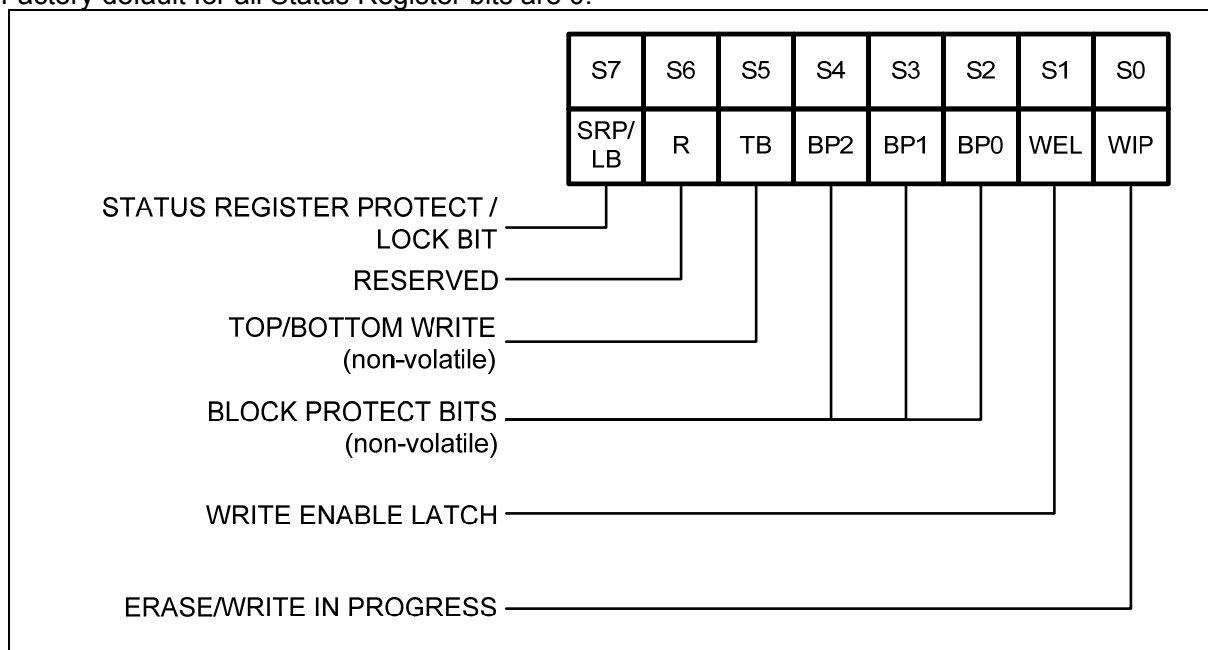 Factory default for all Status Register bits are 0.
S7 S6 S5 S4 S3 S2 S1 S0
SRP/ LB R TB BP2 BP1 BP0 WEL WIP
STATUS REGISTER PROTECT /
LOCK BIT
RESERVED
TOP/BOTTOM WRITE
(non-volatile)
BLOCK PROTECT BITS
(non-volatile)
WRITE ENABLE LATCH
ERASE/WRITE IN PROGRESS